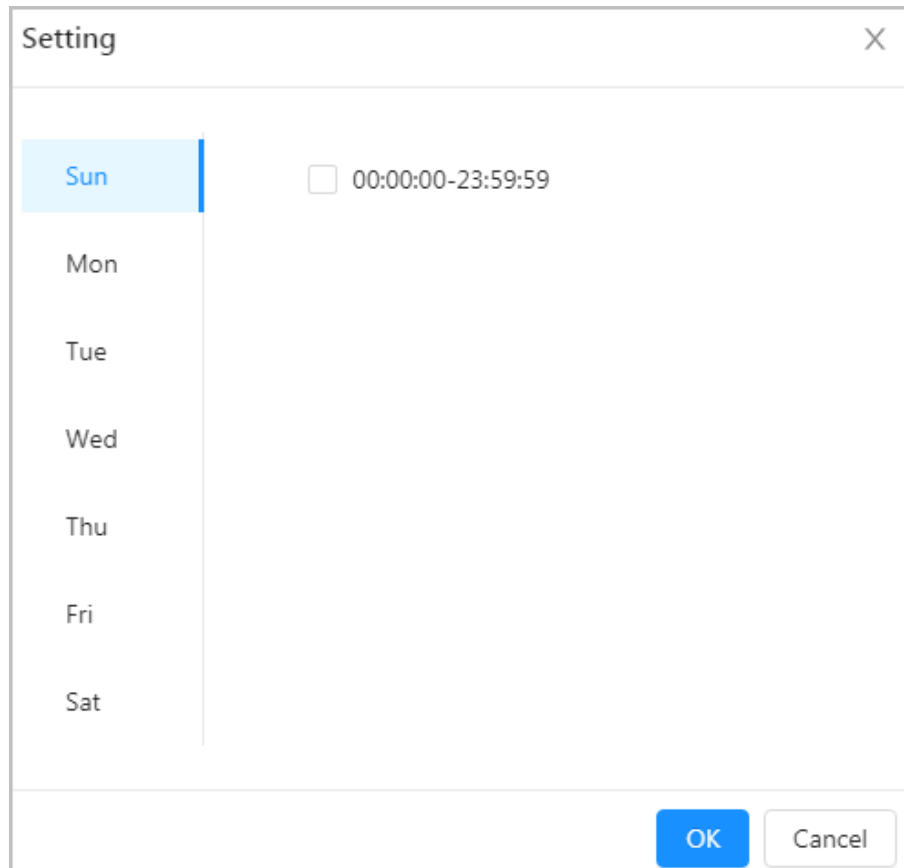 Setting
Sun
00:00:00-23:59:59
Mon
Tue
Wed
Thu
Fri
Sat
OK
Cancel